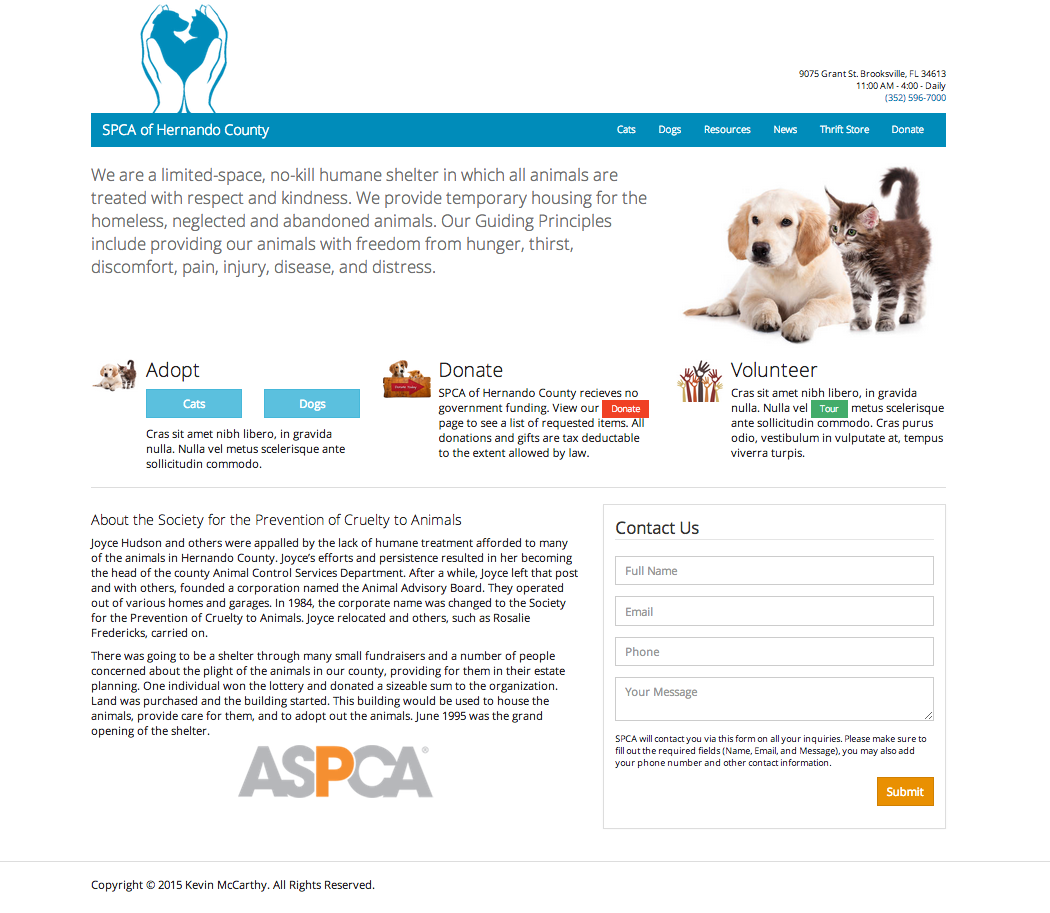 9075 Grant St. Brooksville, FL 34613
11:00 AM - 4:00 - Daily
(352) 596-7000
SPCA of Hernando County
Cats Dogs Resources News Thrift Store Donate
We are a limited-space, no-kill humane shelter in which all animals are
treated with respect and kindness. We provide temporary housing for the
homeless, neglected and abandoned animals. Our Guiding Principles
include providing our animals with freedom from hunger, thirst,
discomfort, pain, injury, disease, and distress.
Adopt
Cats Dogs
Cras sit amet nibh libero, in gravida
nulla. Nulla vel metus scelerisque ante
sollicitudin commodo.
Donate Today
Donate
SPCA of Hernando County recieves no
government funding. View our Donate
page to see a list of requested items. All
donations and gifts are tax deductable
to the extent allowed by law.
Volunteer
Cras sit amet nibh libero, in gravida
nulla. Nulla vel Tour metus scelerisque
ante sollicitudin commodo. Cras purus
odio, vestibulum in vulputate at, tempus
viverra turpis.
About the Society for the Prevention of Cruelty to Animals
Joyce Hudson and others were appalled by the lack of humane treatment afforded to many
of the animals in Hernando County. Joyce's efforts and persistence resulted in her becoming
the head of the county Animal Control Services Department. After a while, Joyce left that post
and with others, founded a corporation named the Animal Advisory Board. They operated
out of various homes and garages. In 1984, the corporate name was changed to the Society
for the Prevention of Cruelty to Animals. Joyce relocated and others, such as Rosalie
Fredericks, carried on.
There was going to be a shelter through many small fundraisers and a number of people
concerned about the plight of the animals in our county, providing for them in their estate
planning. One individual won the lottery and donated a sizeable sum to the organization.
Land was purchased and the building started. This building would be used to house the
animals, provide care for them, and to adopt out the animals. June 1995 was the grand
opening of the shelter.
ASPCA®
Contact Us
Full Name
Email
Phone
Your Message
SPCA will contact you via this form on all your inquiries. Please make sure to
fill out the required fields (Name, Email, and Message), you may also add
your phone number and other contact information.
Submit
Copyright © 2015 Kevin McCarthy. All Rights Reserved.